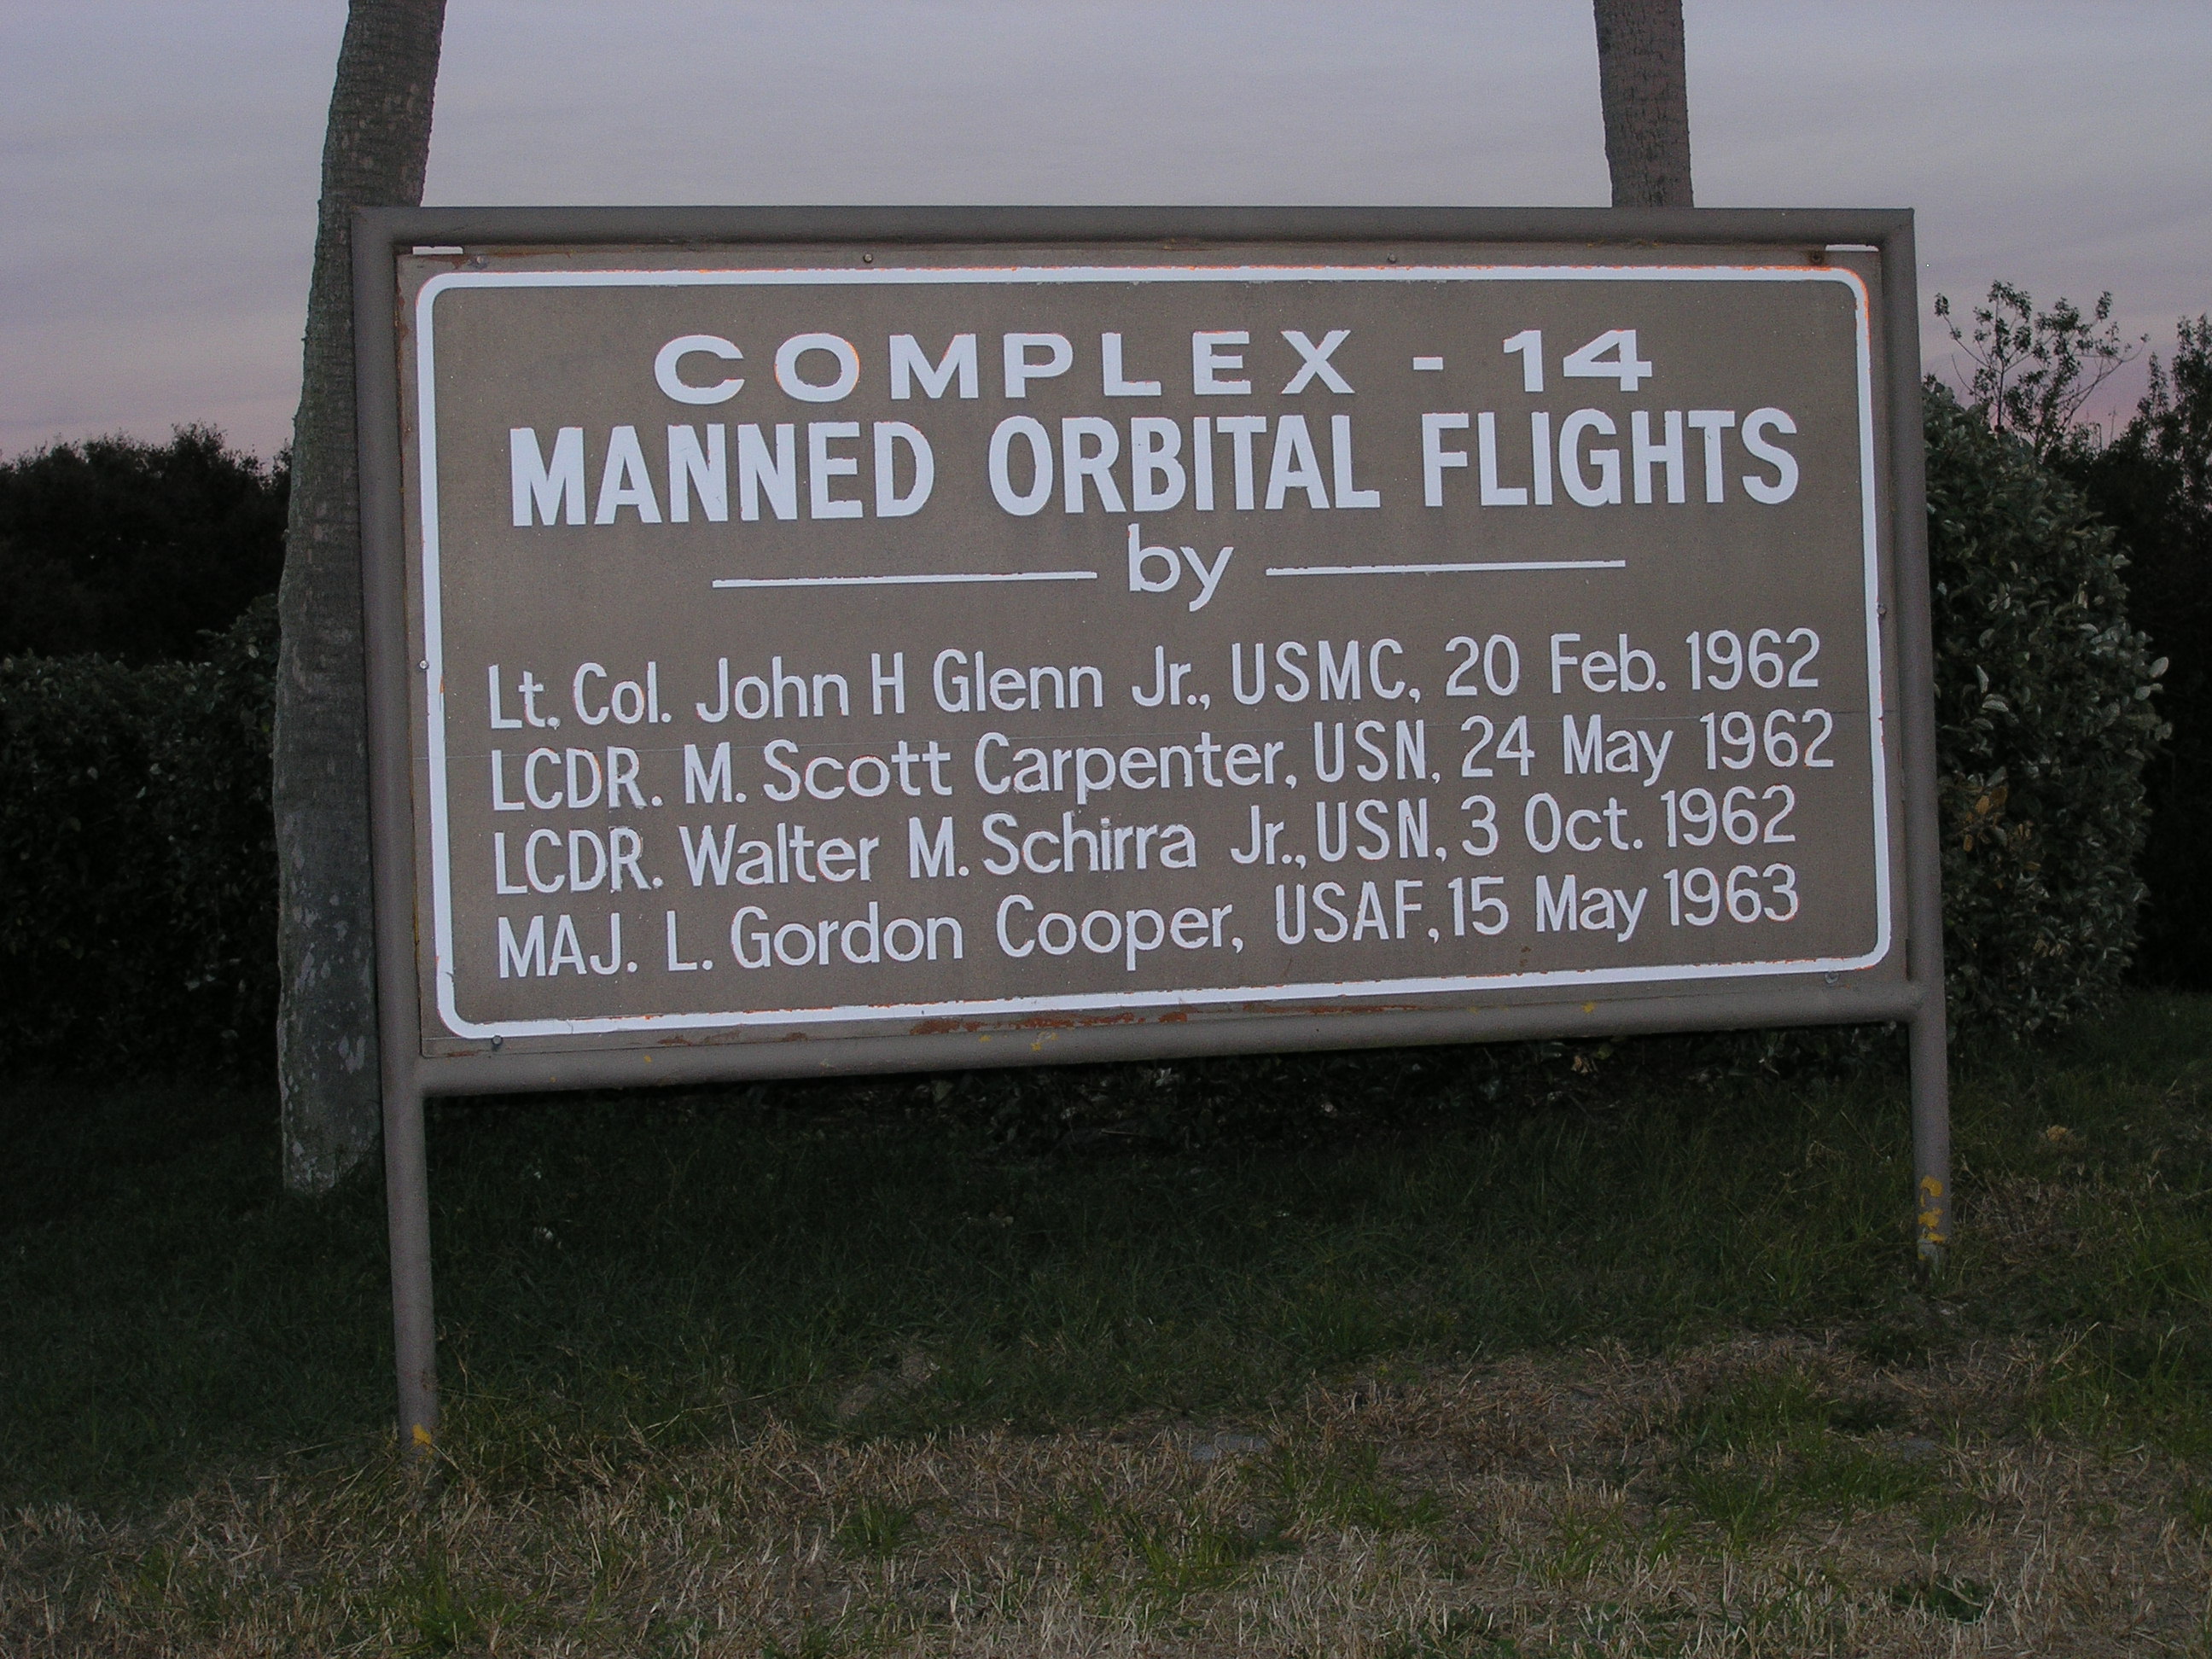 COMPLEX - 14
MANNED ORBITAL FLIGHTS
by
Lt. Col. John H Glenn Jr., USMC, 20 Feb. 1962
LCDR. M. Scott Carpenter, USN, 24 May 1962
LCDR. Walter M. Schirra Jr., USN, 3 Oct. 1962
MAJ. L. Gordon Cooper, USAF, 15 May 1963